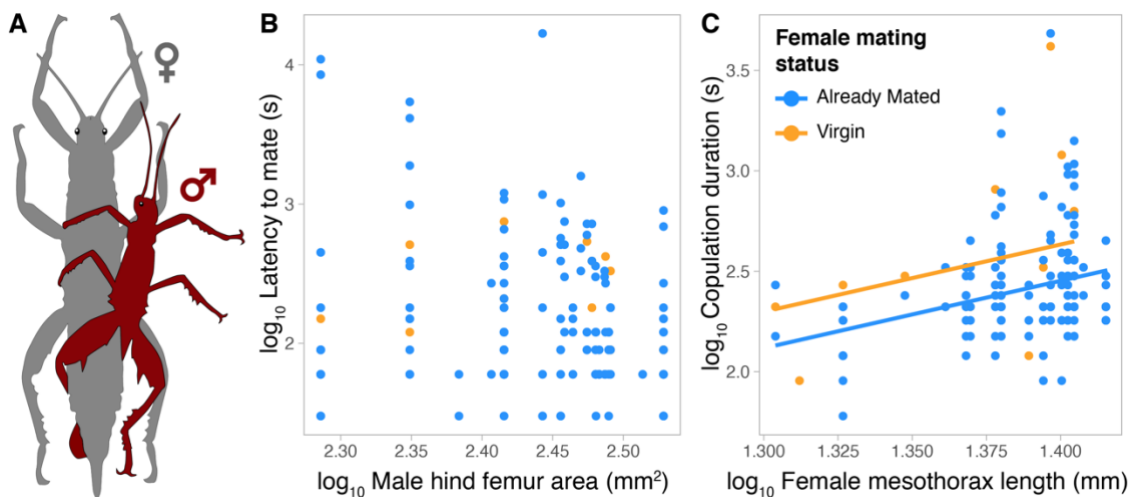 A
♀
♂
B
log₁₀ Latency to mate (s)
4
3
2
2.30
2.35
2.40
2.45
2.50
log₁₀ Male hind femur area (mm²)
C
log₁₀ Copulation duration (s)
3.5
3.0
2.5
2.0
Female mating
status
Already Mated
Virgin
1.300
1.325
1.350
1.375
1.400
log₁₀ Female mesothorax length (mm)